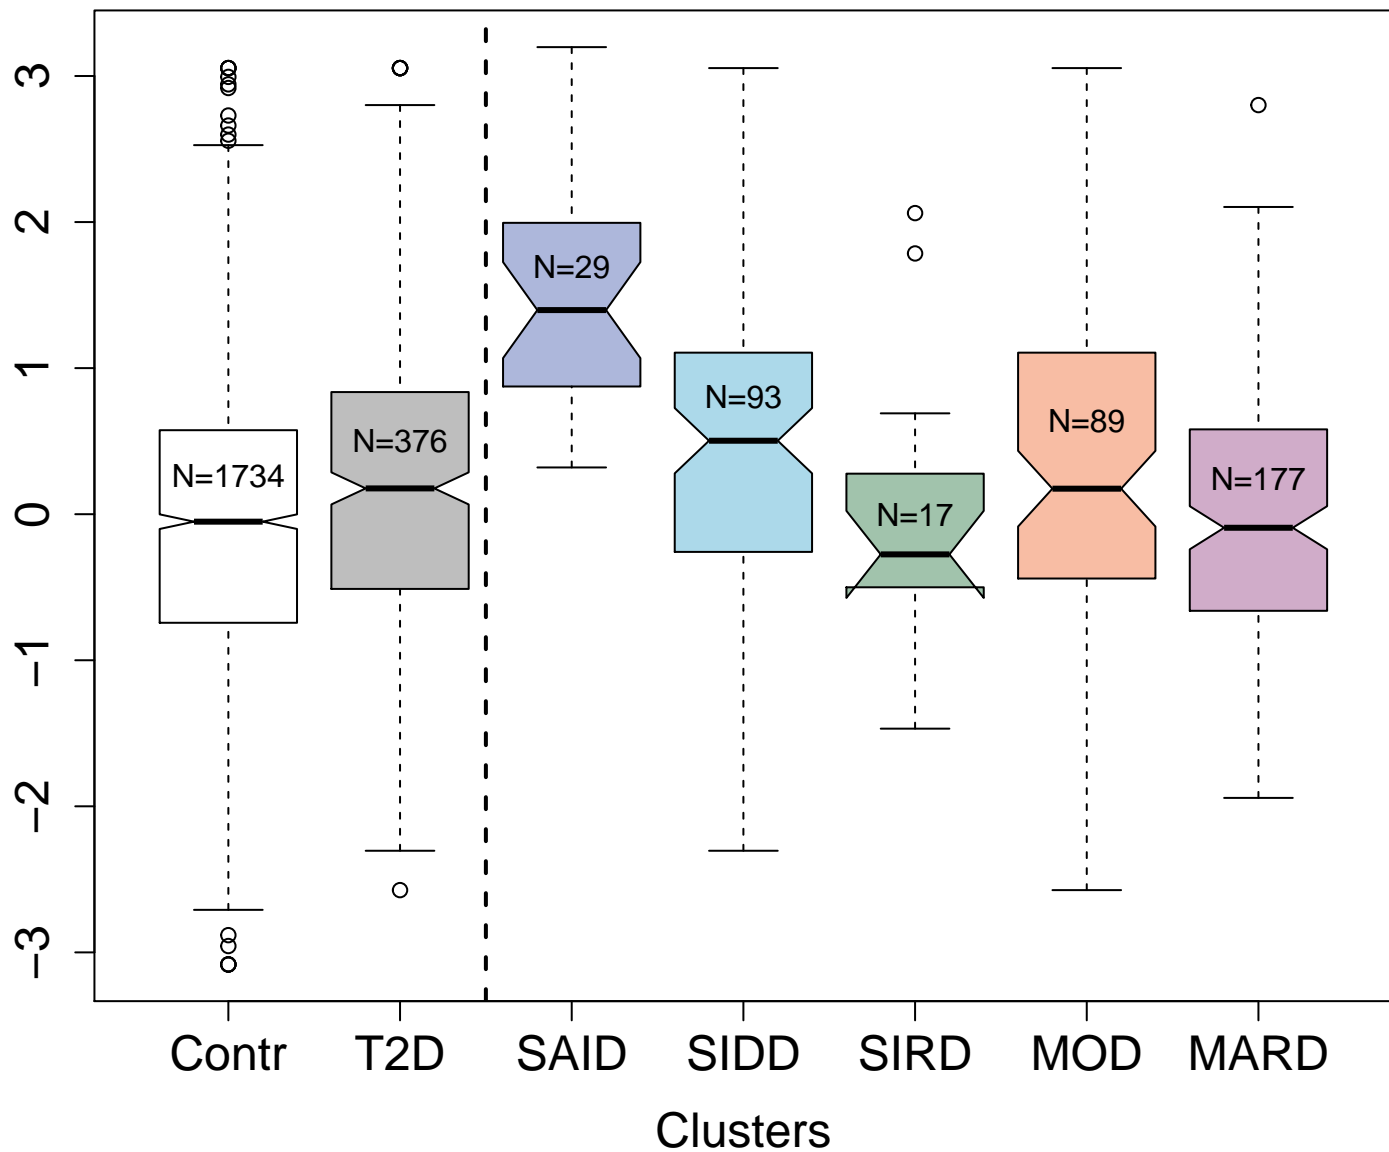 3
2
1
0
−1
−2
−3
N=1734
N=376
N=29
N=93
N=17
N=89
N=177
Contr T2D SAID SIDD SIRD MOD MARD
Clusters